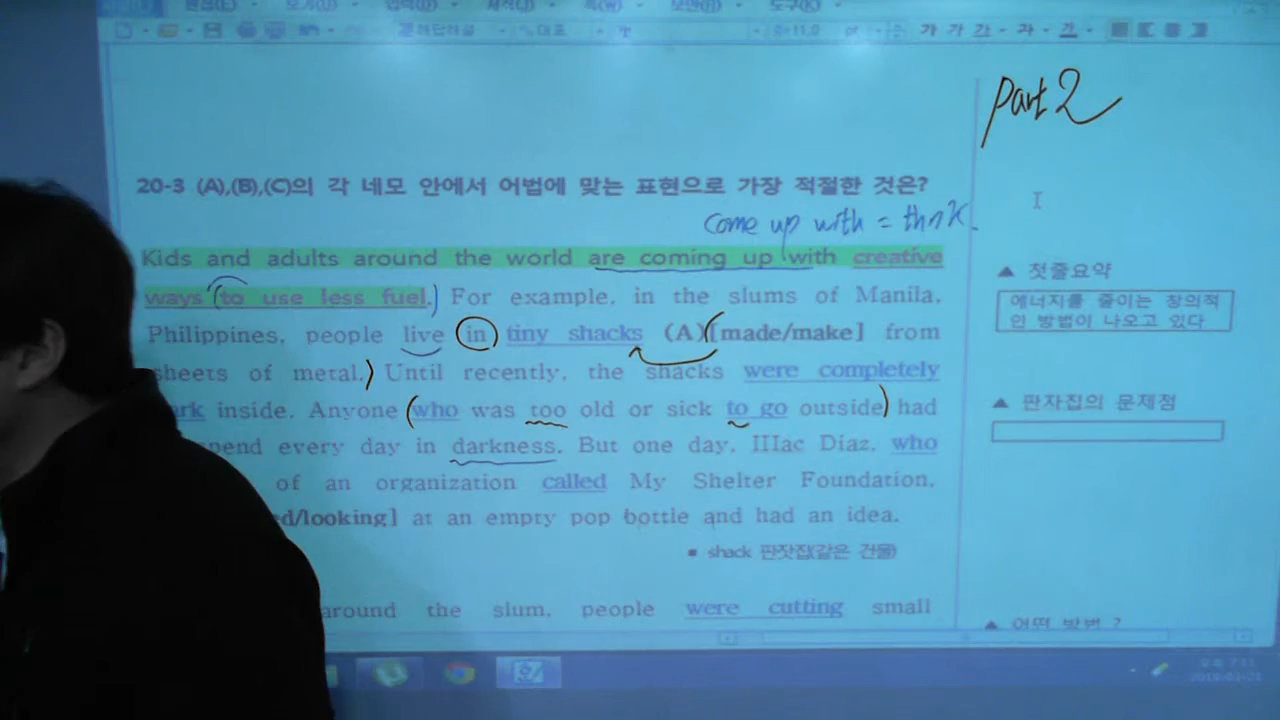 part 2
20-3 (A),(B),(C)의 각 네모 안에서 어법에 맞는 표현으로 가장 적절한 것은?
come up with = thnk.
Kids and adults around the world are coming up with creative
ways (to use less fuel.) For example, in the slums of Manila,
Philippines, people live in tiny shacks (A)([made/make] from
sheets of metal.) Until recently, the shacks were completely
inside. Anyone (who was too old or sick to go outside) had
every day in darkness. But one day, Illac Diaz, who
of an organization called My Shelter Foundation,
/looking] at an empty pop bottle and had an idea.
▪ shack 판잣집(같은 건물)
around the slum, people were cutting small
▲ 첫줄요약
에너지를 줄이는 창의적
인 방법이 나오고 있다
▲ 판자집의 문제점
▲ 어떤 방법 ?